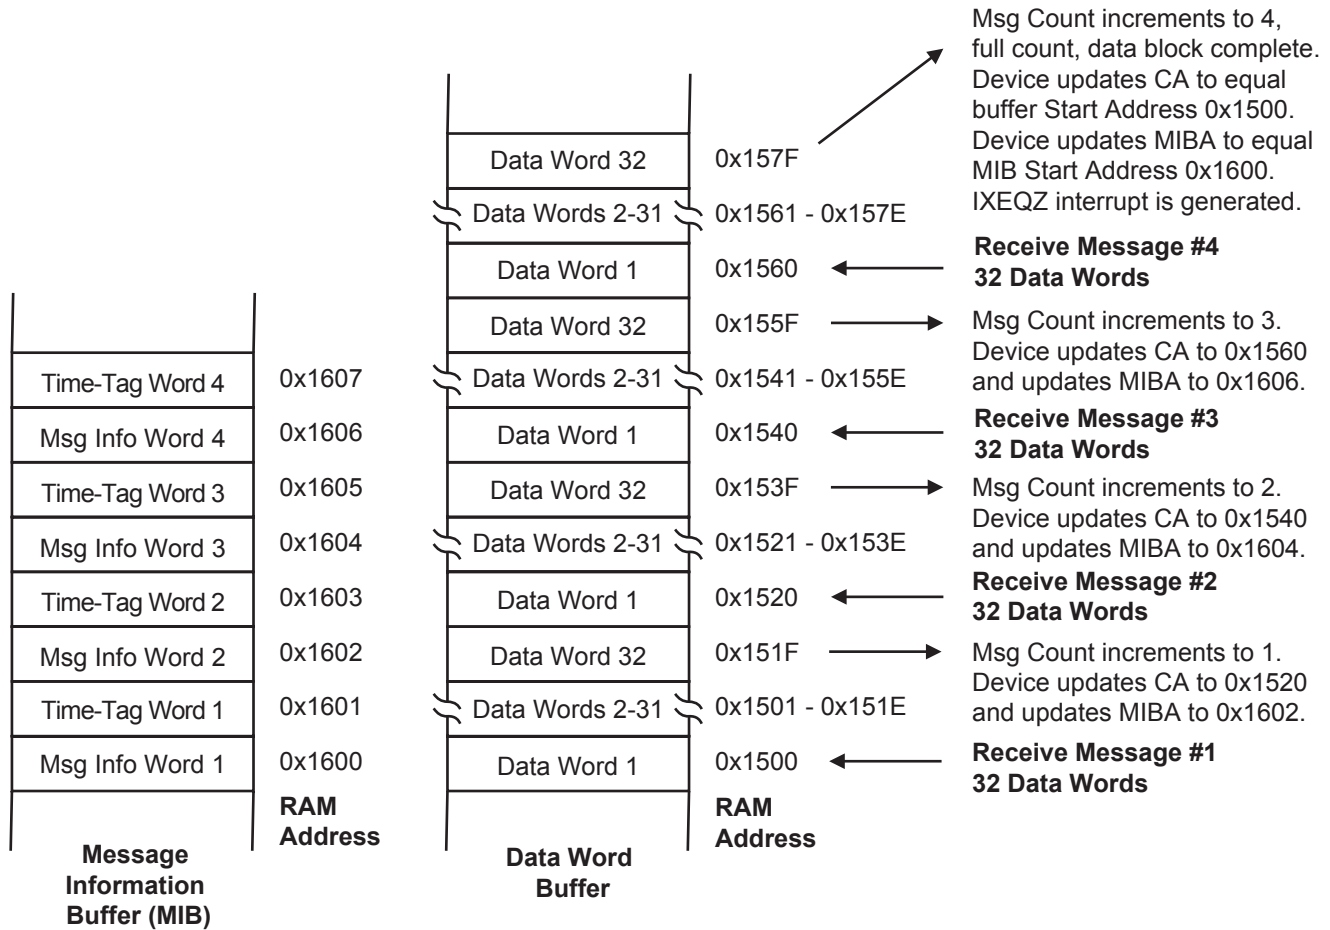 Msg Count increments to 4,
full count, data block complete.
Device updates CA to equal
buffer Start Address 0x1500.
Device updates MIBA to equal
MIB Start Address 0x1600.
IXEQZ interrupt is generated.
Data Word 32 0x157F
Data Words 2-31 0x1561 - 0x157E
Data Word 1 0x1560
Receive Message #4
32 Data Words
Data Word 32 0x155F
Msg Count increments to 3.
Device updates CA to 0x1560
and updates MIBA to 0x1606.
Time-Tag Word 4 0x1607
Data Words 2-31 0x1541 - 0x155E
Msg Info Word 4 0x1606
Data Word 1 0x1540
Receive Message #3
32 Data Words
Time-Tag Word 3 0x1605
Data Word 32 0x153F
Msg Count increments to 2.
Device updates CA to 0x1540
and updates MIBA to 0x1604.
Msg Info Word 3 0x1604
Data Words 2-31 0x1521 - 0x153E
Time-Tag Word 2 0x1603
Data Word 1 0x1520
Receive Message #2
32 Data Words
Msg Info Word 2 0x1602
Data Word 32 0x151F
Msg Count increments to 1.
Device updates CA to 0x1520
and updates MIBA to 0x1602.
Time-Tag Word 1 0x1601
Data Words 2-31 0x1501 - 0x151E
Msg Info Word 1 0x1600
Data Word 1 0x1500
Receive Message #1
32 Data Words
RAM
Address
RAM
Address
Message
Information
Buffer (MIB)
Data Word
Buffer